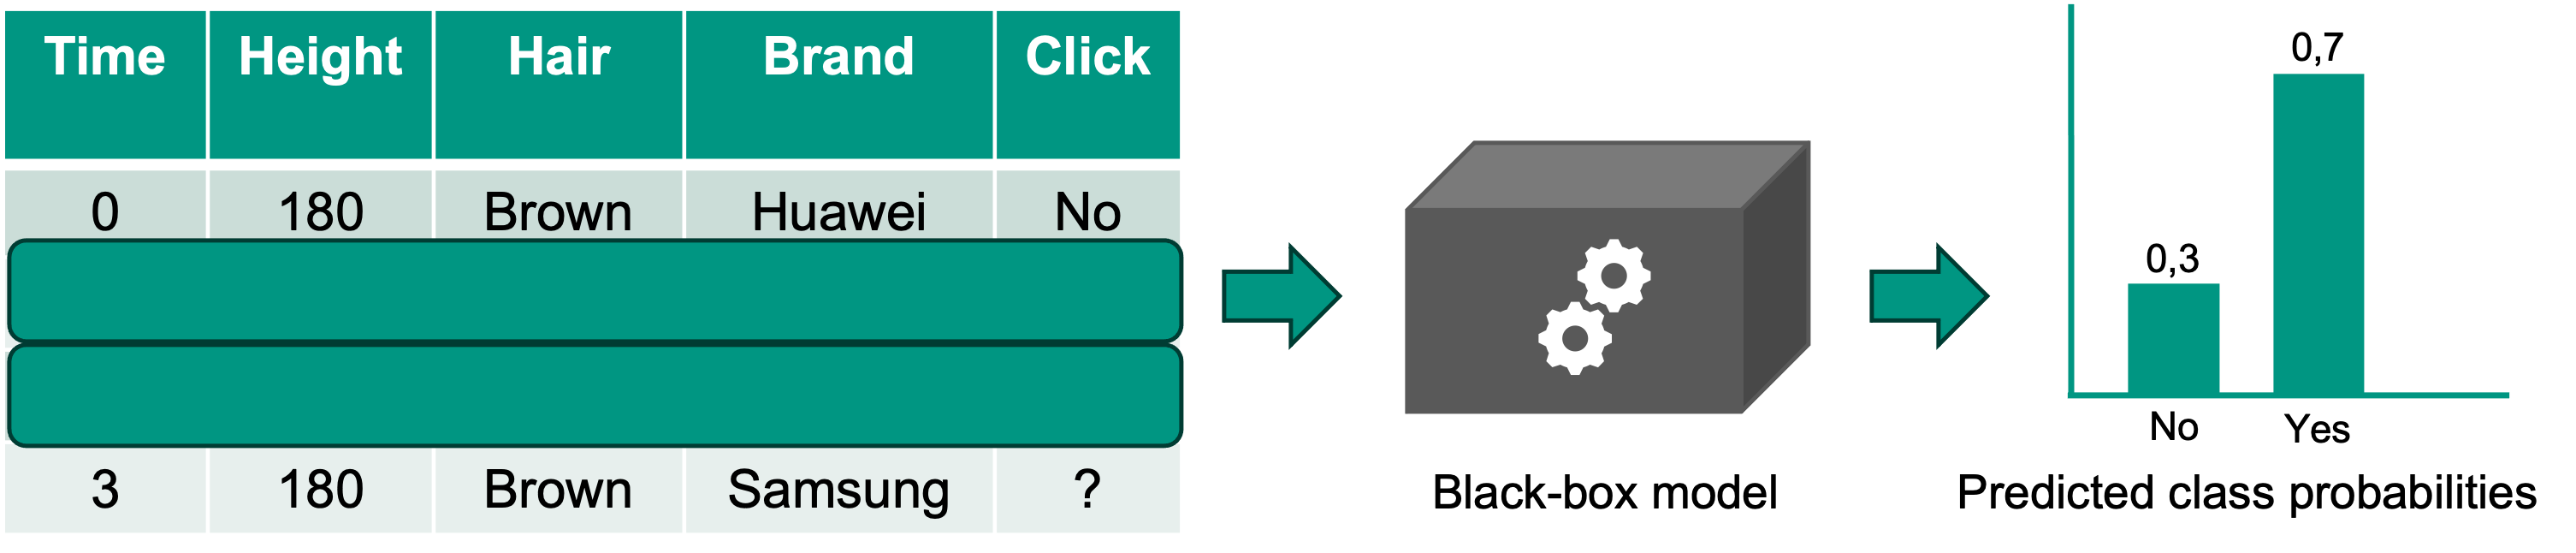 Time Height Hair Brand Click
0 180 Brown Huawei No
3 180 Brown Samsung ?
Black-box model
0,7
0,3
No Yes
Predicted class probabilities